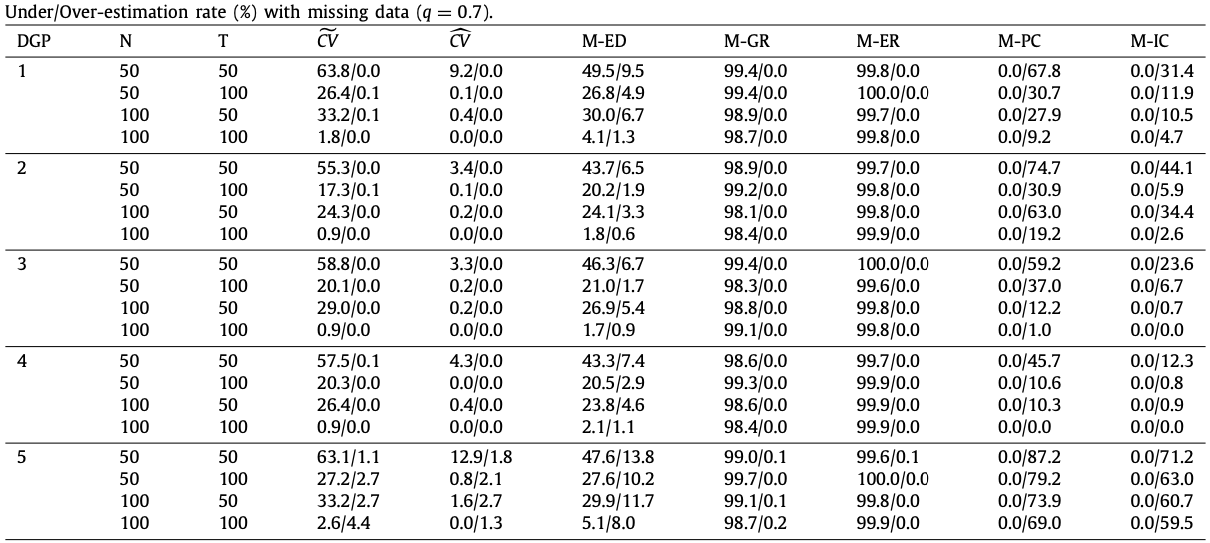 Under/Over-estimation rate (%) with missing data (q = 0.7).
DGP N T C͠V C͡V M-ED M-GR M-ER M-PC M-IC
1 50 50 63.8/0.0 9.2/0.0 49.5/9.5 99.4/0.0 99.8/0.0 0.0/67.8 0.0/31.4
50 100 26.4/0.1 0.1/0.0 26.8/4.9 99.4/0.0 100.0/0.0 0.0/30.7 0.0/11.9
100 50 33.2/0.1 0.4/0.0 30.0/6.7 98.9/0.0 99.7/0.0 0.0/27.9 0.0/10.5
100 100 1.8/0.0 0.0/0.0 4.1/1.3 98.7/0.0 99.8/0.0 0.0/9.2 0.0/4.7
2 50 50 55.3/0.0 3.4/0.0 43.7/6.5 98.9/0.0 99.7/0.0 0.0/74.7 0.0/44.1
50 100 17.3/0.1 0.1/0.0 20.2/1.9 99.2/0.0 99.8/0.0 0.0/30.9 0.0/5.9
100 50 24.3/0.0 0.2/0.0 24.1/3.3 98.1/0.0 99.8/0.0 0.0/63.0 0.0/34.4
100 100 0.9/0.0 0.0/0.0 1.8/0.6 98.4/0.0 99.9/0.0 0.0/19.2 0.0/2.6
3 50 50 58.8/0.0 3.3/0.0 46.3/6.7 99.4/0.0 100.0/0.0 0.0/59.2 0.0/23.6
50 100 20.1/0.0 0.2/0.0 21.0/1.7 98.3/0.0 99.6/0.0 0.0/37.0 0.0/6.7
100 50 29.0/0.0 0.2/0.0 26.9/5.4 98.8/0.0 99.8/0.0 0.0/12.2 0.0/0.7
100 100 0.9/0.0 0.0/0.0 1.7/0.9 99.1/0.0 99.8/0.0 0.0/1.0 0.0/0.0
4 50 50 57.5/0.1 4.3/0.0 43.3/7.4 98.6/0.0 99.7/0.0 0.0/45.7 0.0/12.3
50 100 20.3/0.0 0.0/0.0 20.5/2.9 99.3/0.0 99.9/0.0 0.0/10.6 0.0/0.8
100 50 26.4/0.0 0.4/0.0 23.8/4.6 98.6/0.0 99.9/0.0 0.0/10.3 0.0/0.9
100 100 0.9/0.0 0.0/0.0 2.1/1.1 98.4/0.0 99.9/0.0 0.0/0.0 0.0/0.0
5 50 50 63.1/1.1 12.9/1.8 47.6/13.8 99.0/0.1 99.6/0.1 0.0/87.2 0.0/71.2
50 100 27.2/2.7 0.8/2.1 27.6/10.2 99.7/0.0 100.0/0.0 0.0/79.2 0.0/63.0
100 50 33.2/2.7 1.6/2.7 29.9/11.7 99.1/0.1 99.8/0.0 0.0/73.9 0.0/60.7
100 100 2.6/4.4 0.0/1.3 5.1/8.0 98.7/0.2 99.9/0.0 0.0/69.0 0.0/59.5